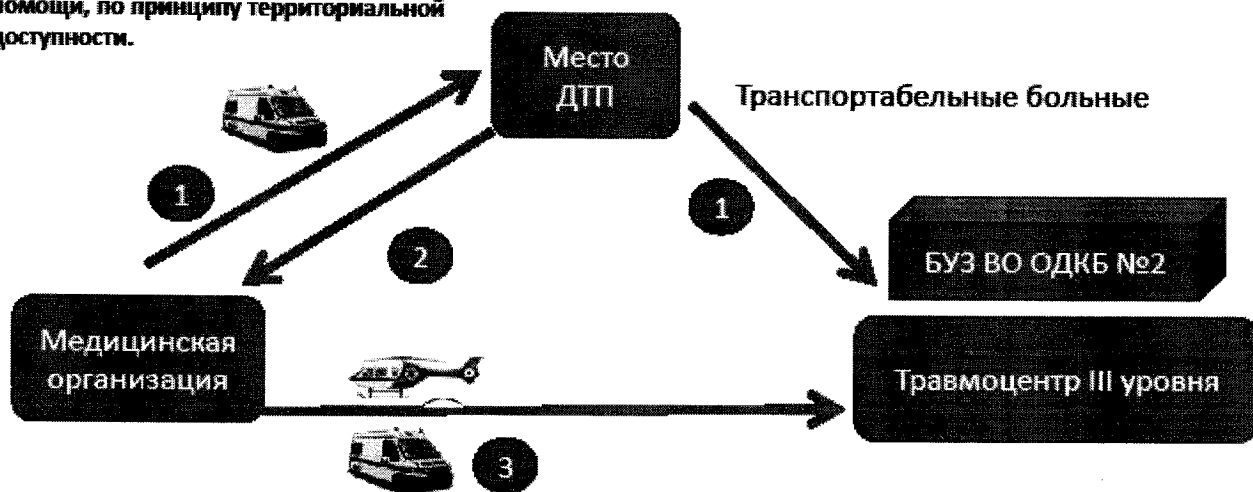 помощи, по принципу территориальной
доступности.
Место
ДТП
Транспортабельные больные
1
1
2
БУЗ ВО ОДКБ №2
Медицинская
организация
Травмоцентр III уровня
3